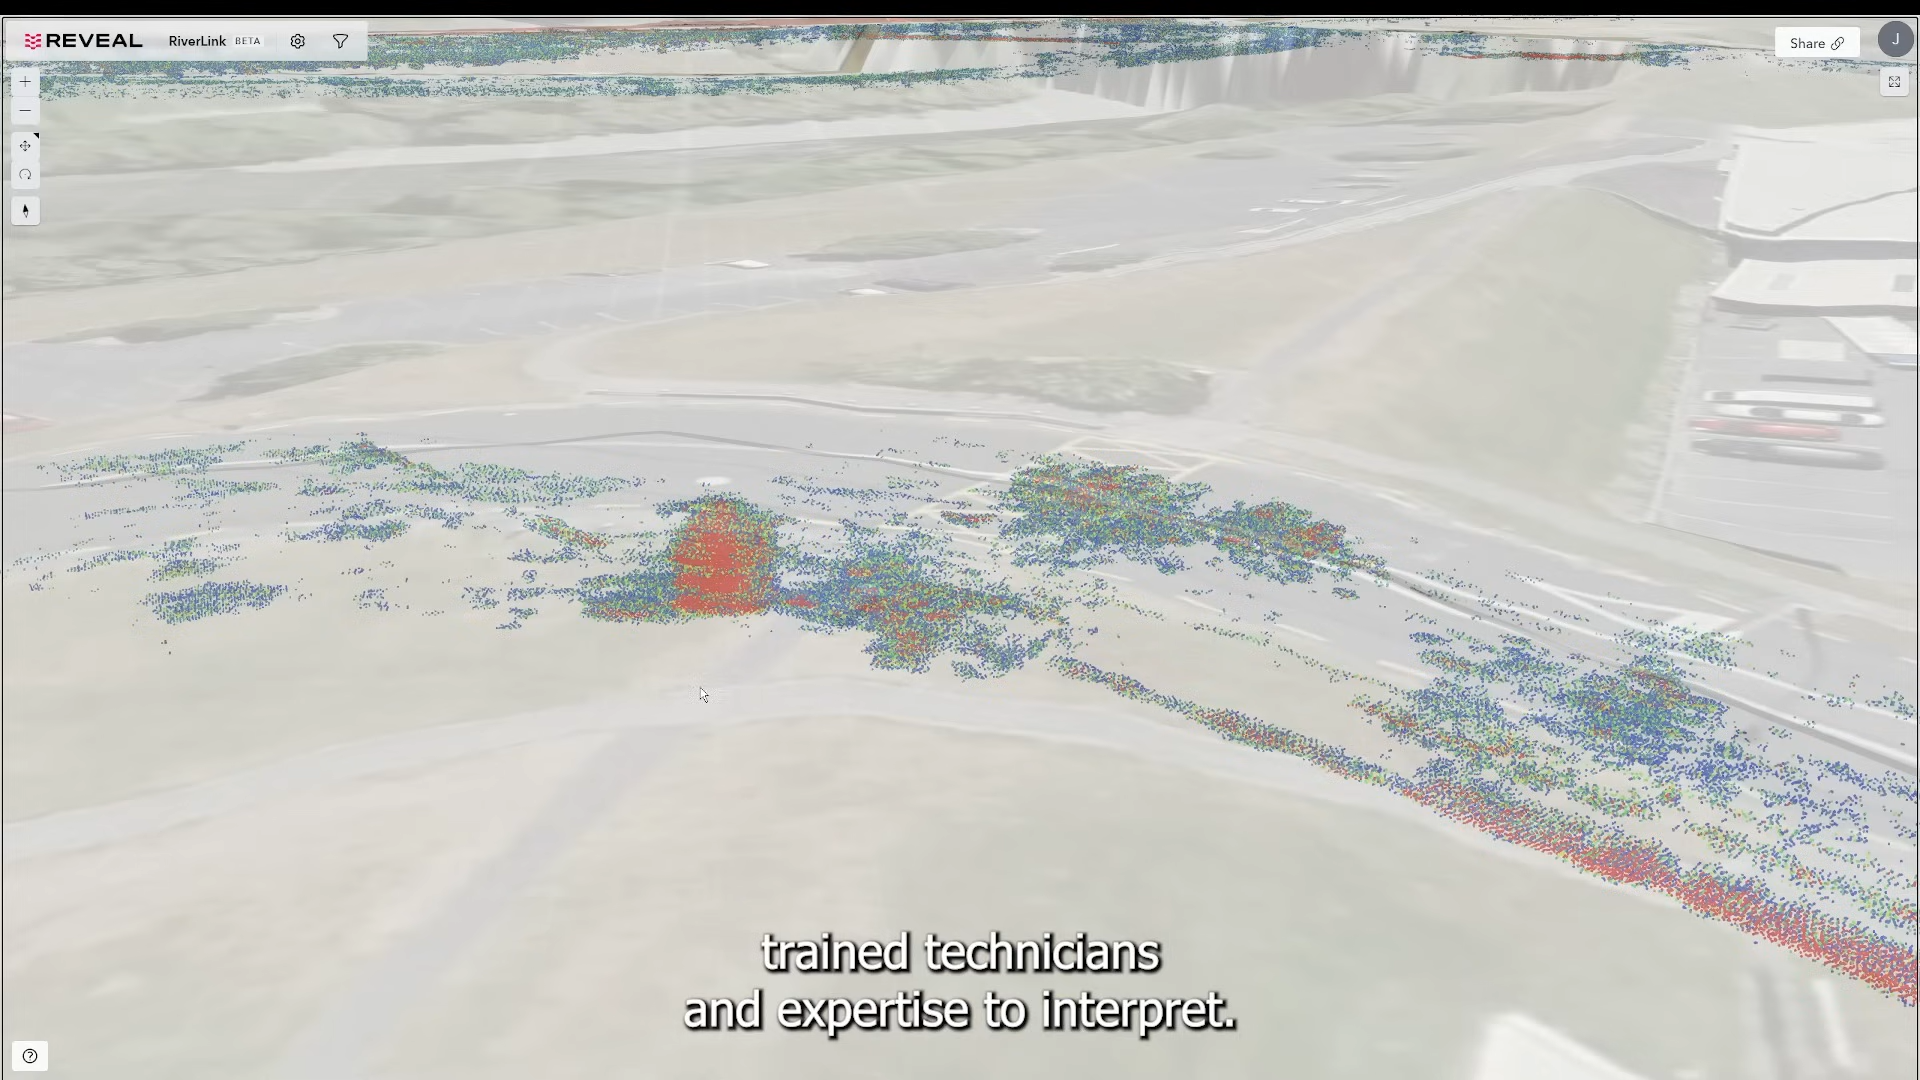 REVEAL RiverLink BETA
Share
J
trained technicians
and expertise to interpret.